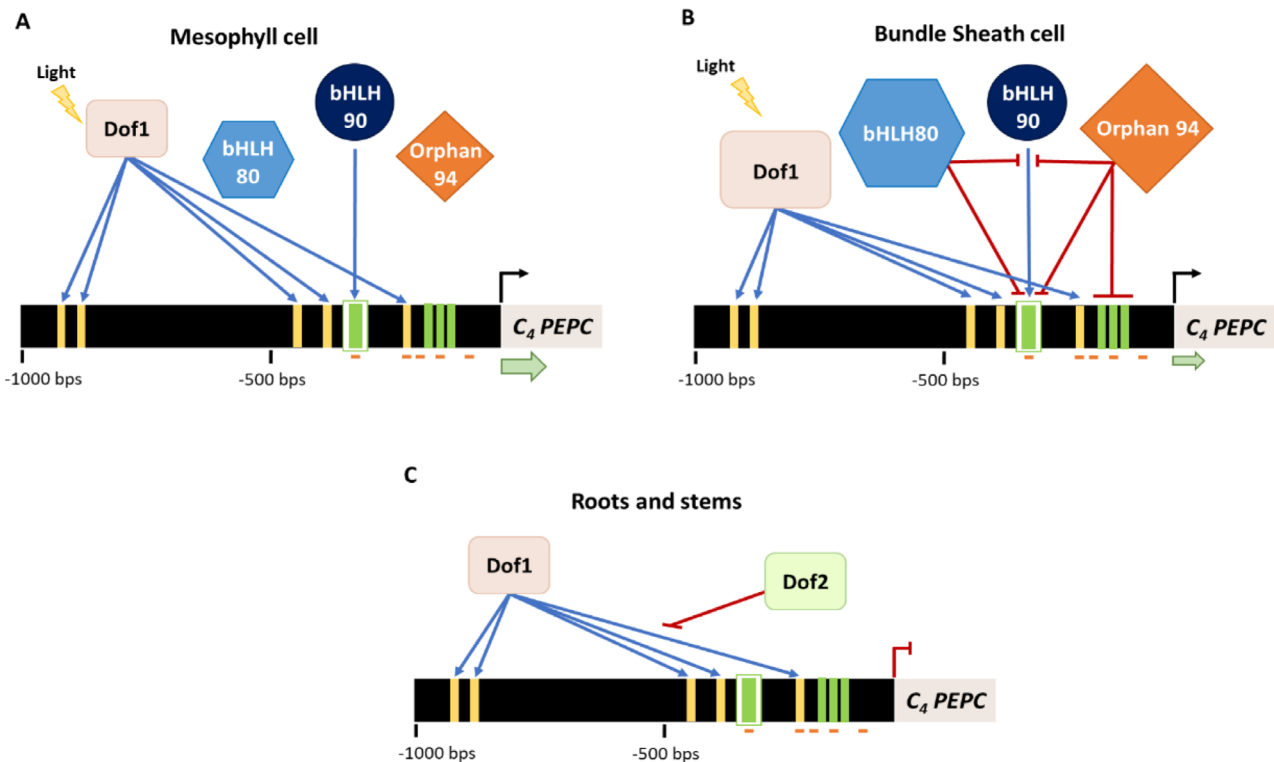 A
Mesophyll cell
Light
Dof1
bHLH
80
bHLH
90
Orphan
94
C4 PEPC
-1000 bps
-500 bps
B
Bundle Sheath cell
Light
Dof1
bHLH80
bHLH
90
Orphan 94
C4 PEPC
-1000 bps
-500 bps
C
Roots and stems
Dof1
Dof2
C4 PEPC
-1000 bps
-500 bps